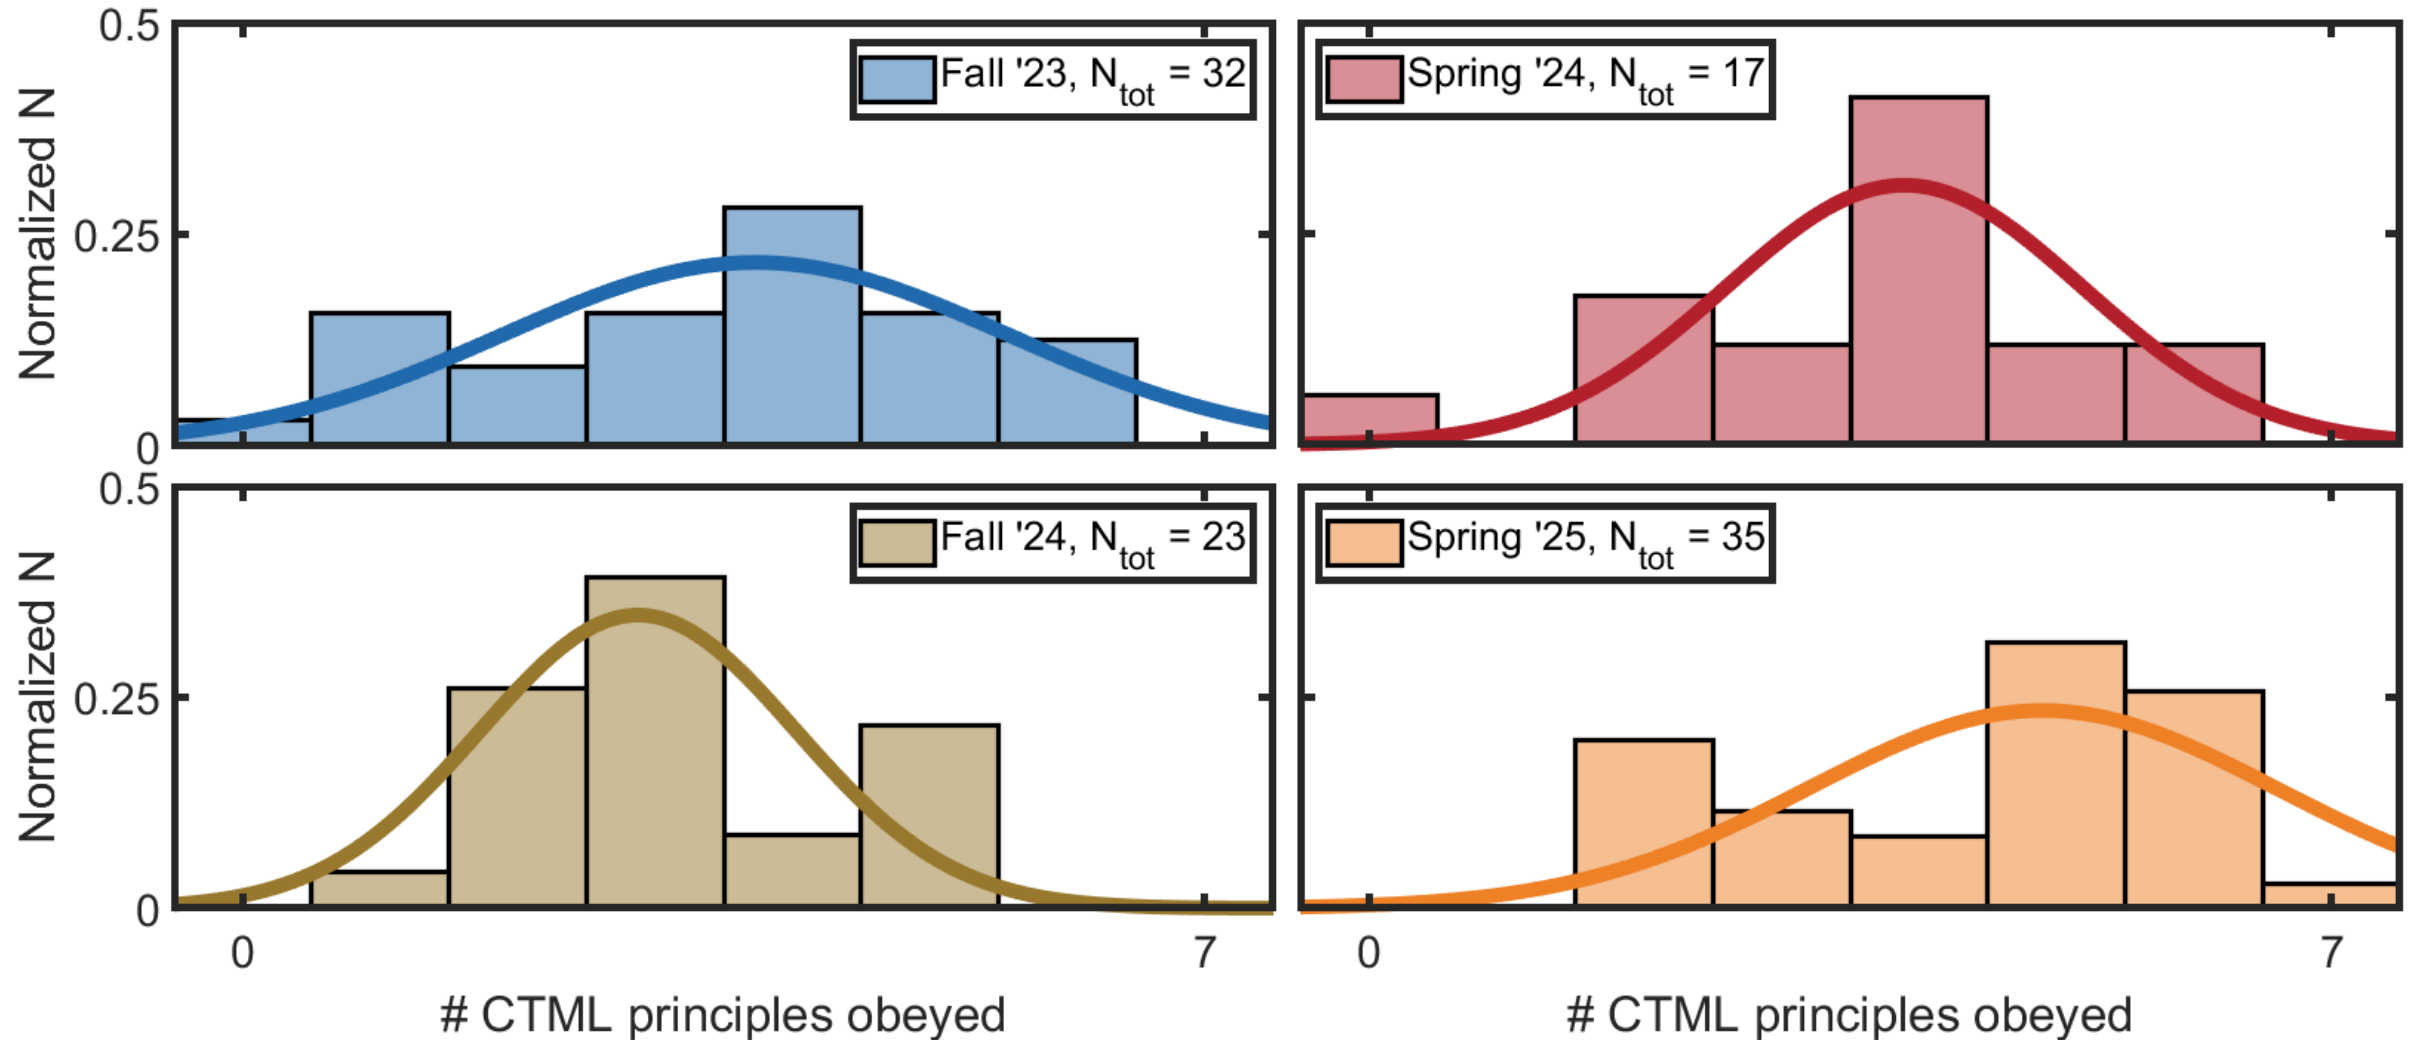 0.5
Fall '23, Ntot = 32
Spring '24, Ntot = 17
Normalized N
0.25
0
0.5
Fall '24, Ntot = 23
Spring '25, Ntot = 35
Normalized N
0.25
0
0
7
0
7
# CTML principles obeyed
# CTML principles obeyed